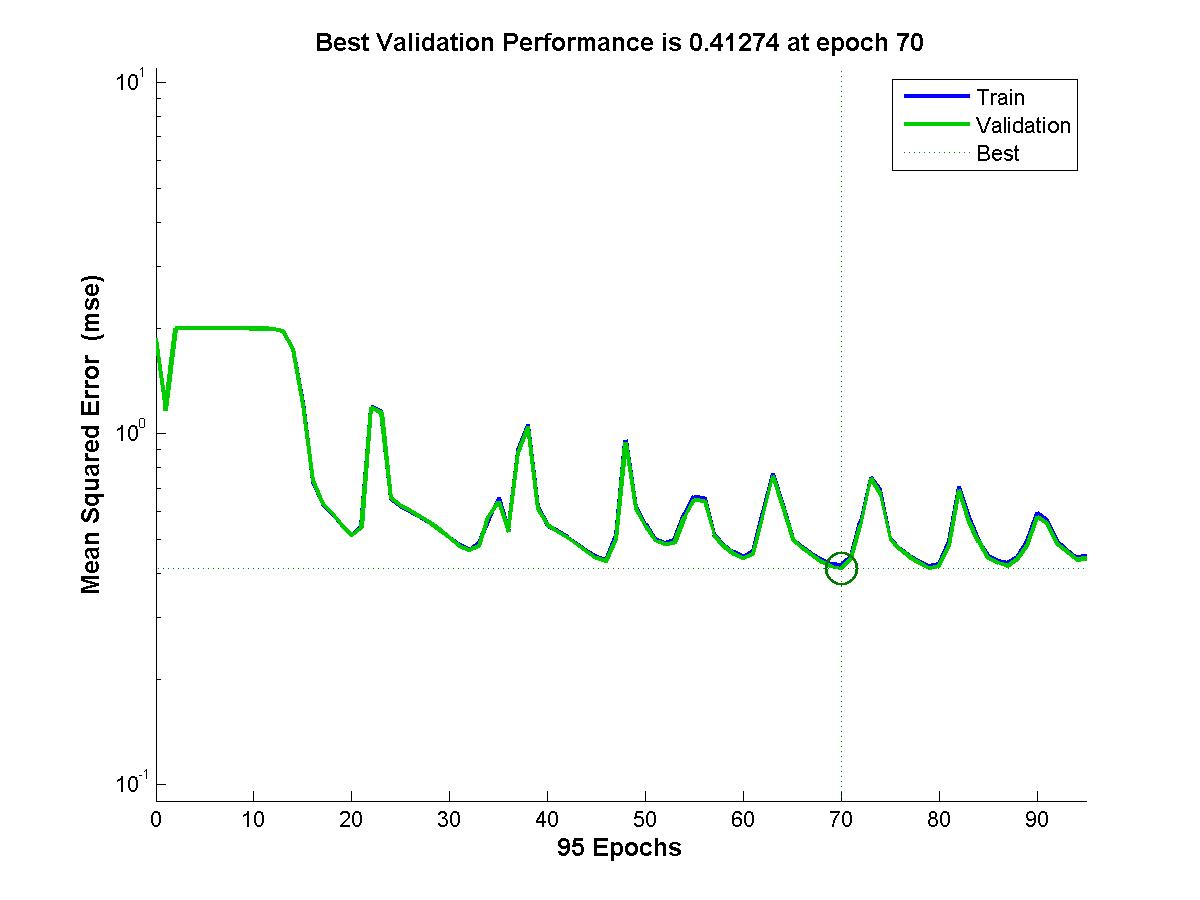 Best Validation Performance is 0.41274 at epoch 70
10^1
Train
Validation
Best
Mean Squared Error (mse)
10^0
10^-1
0 10 20 30 40 50 60 70 80 90
95 Epochs